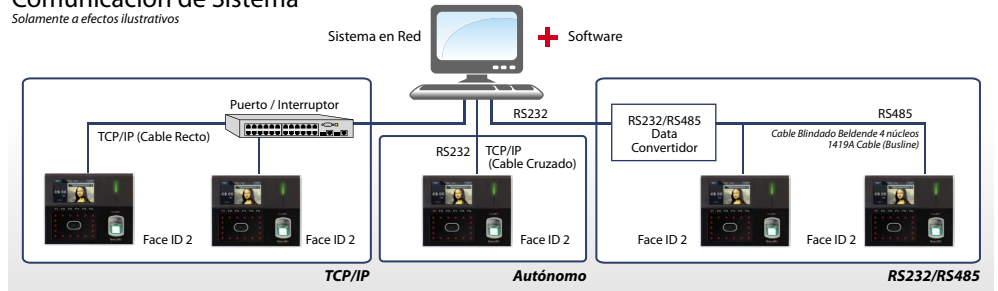 Comunicación de Sistema
Solamente a efectos ilustrativos
Sistema en Red
Software
Puerto / Interruptor
TCP/IP (Cable Recto)
RS232
RS232
TCP/IP
(Cable Cruzado)
RS232/RS485
Data
Convertidor
RS485
Cable Blindado Beldende 4 núcleos
1419A Cable (Busline)
Face ID 2
Face ID 2
Face ID 2
Face ID 2
Face ID 2
TCP/IP
Autónomo
RS232/RS485